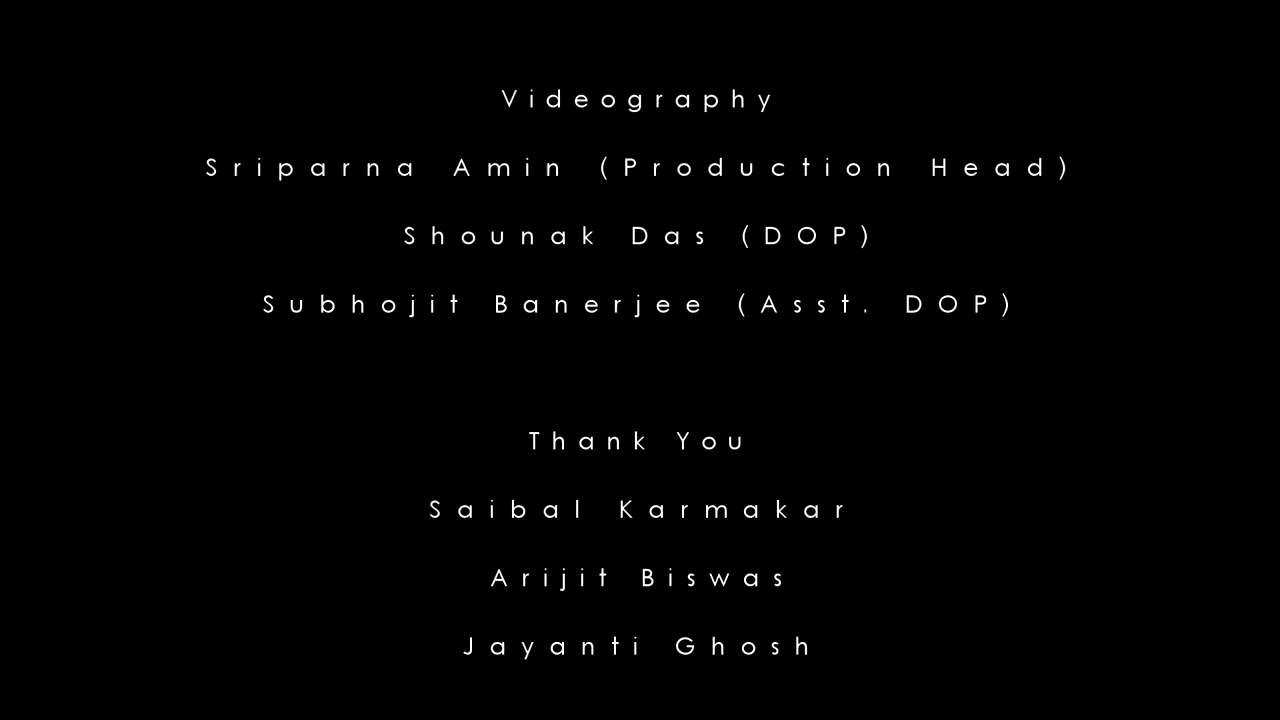 Videography
Sriparna Amin (Production Head)
Shounak Das (DOP)
Subhojit Banerjee (Asst. DOP)
Thank You
Saibal Karmakar
Arijit Biswas
Jayanti Ghosh